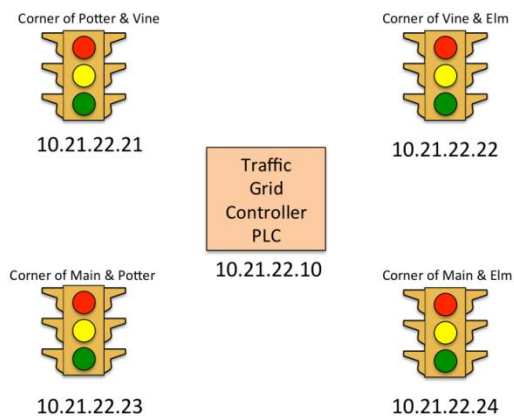 Corner of Potter & Vine
10.21.22.21
Corner of Vine & Elm
10.21.22.22
Traffic
Grid
Controller
PLC
10.21.22.10
Corner of Main & Potter
10.21.22.23
Corner of Main & Elm
10.21.22.24